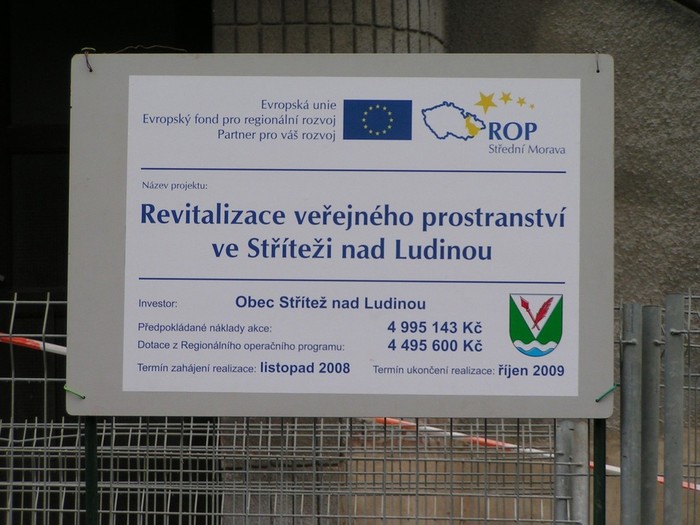 Evropská unie
Evropský fond pro regionální rozvoj
Partner pro váš rozvoj
ROP
Střední Morava
Název projektu:
Revitalizace veřejného prostranství
ve Stříteži nad Ludinou
Investor: Obec Střítež nad Ludinou
Předpokládané náklady akce: 4 995 143 Kč
Dotace z Regionálního operačního programu: 4 495 600 Kč
Termín zahájení realizace: listopad 2008 Termín ukončení realizace: říjen 2009